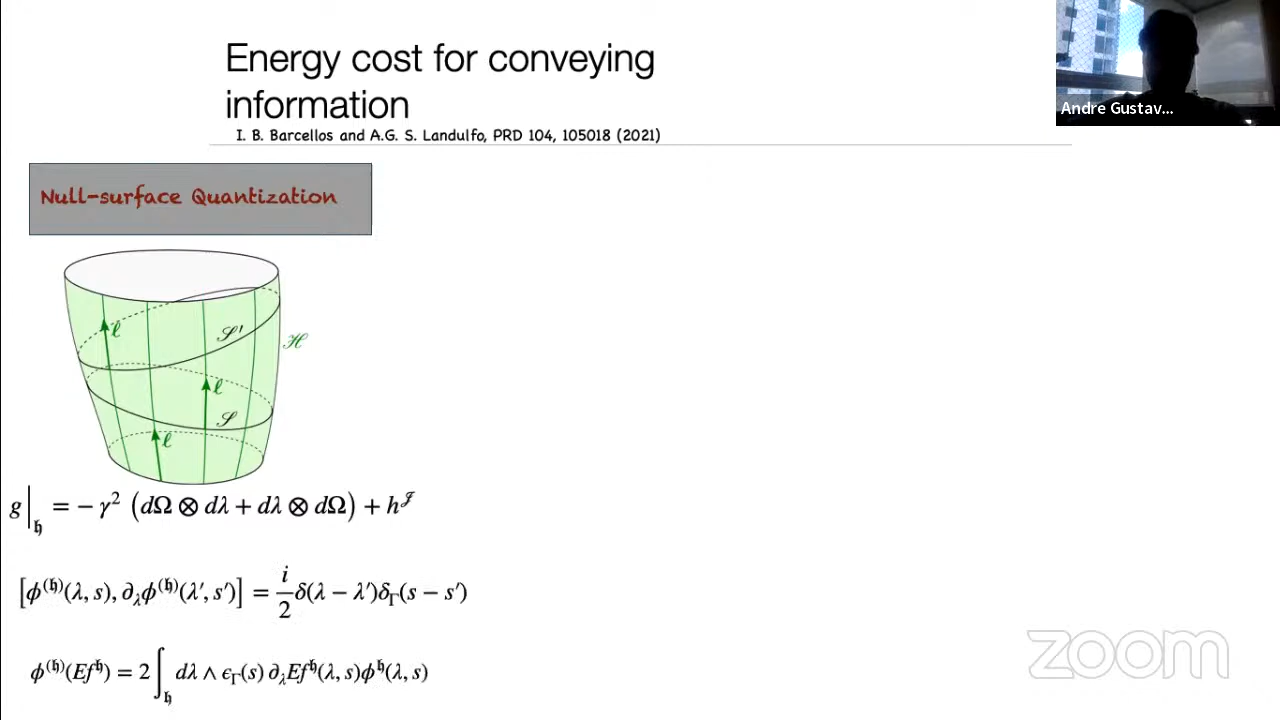 Energy cost for conveying
information
I. B. Barcellos and A.G. S. Landulfo, PRD 104, 105018 (2021)
Andre Gustav...
Null-surface Quantization
ℓ
𝒮′
ℋ
ℓ
𝒮
ℓ
g|_𝔥 = − γ² (dΩ ⊗ dλ + dλ ⊗ dΩ) + h^𝒥
[ϕ^(𝔥)(λ, s), ∂_λϕ^(𝔥)(λ′, s′)] = i/2 δ(λ − λ′)δ_Γ(s − s′)
ϕ^(𝔥)(Ef^𝔥) = 2 ∫_𝔥 dλ ∧ ϵ_Γ(s) ∂_λEf^𝔥(λ, s)ϕ^𝔥(λ, s)
zoom